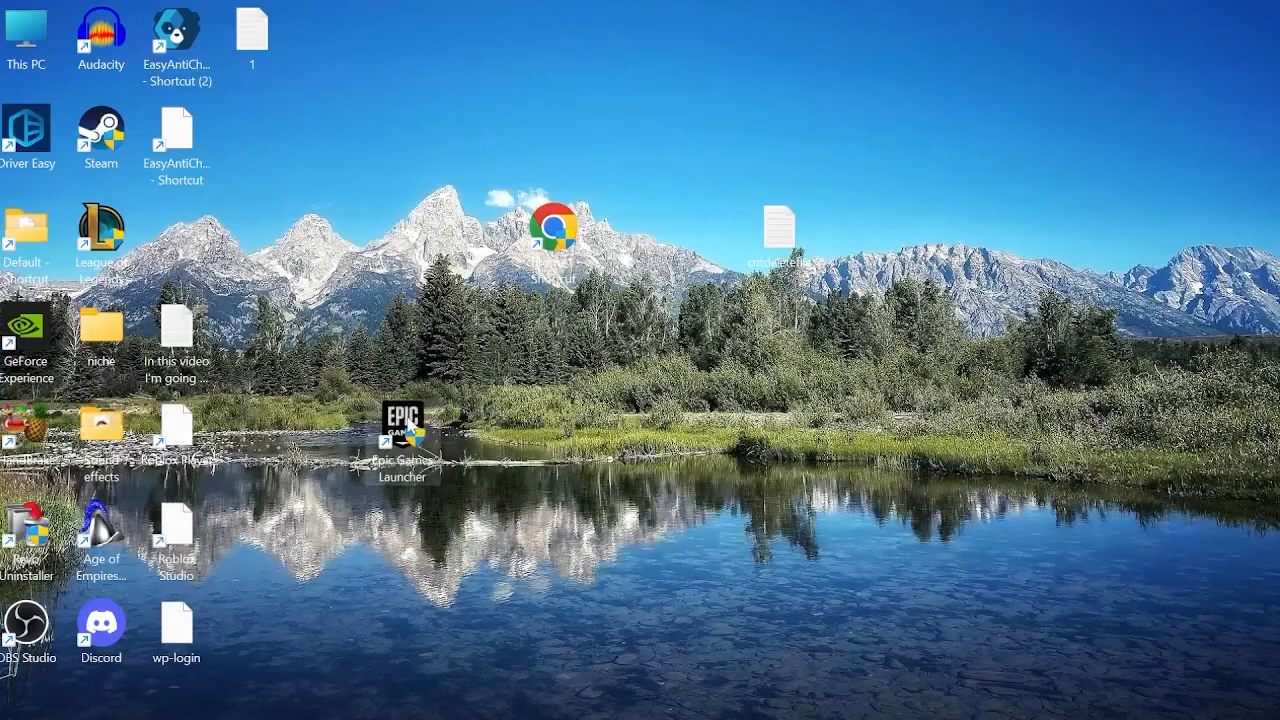 This PC
Audacity
EasyAntiCh...
- Shortcut (2)
1
Driver Easy
Steam
EasyAntiCh...
- Shortcut
Default -
Shortcut
League of
Legends
Shortcut
GeForce
Experience
niche
In this video
I'm going ...
EPIC
GAMES
Epic Games
Launcher
effects
Roblox Player
Revo
Uninstaller
Age of
Empires...
Roblox
Studio
OBS Studio
Discord
wp-login